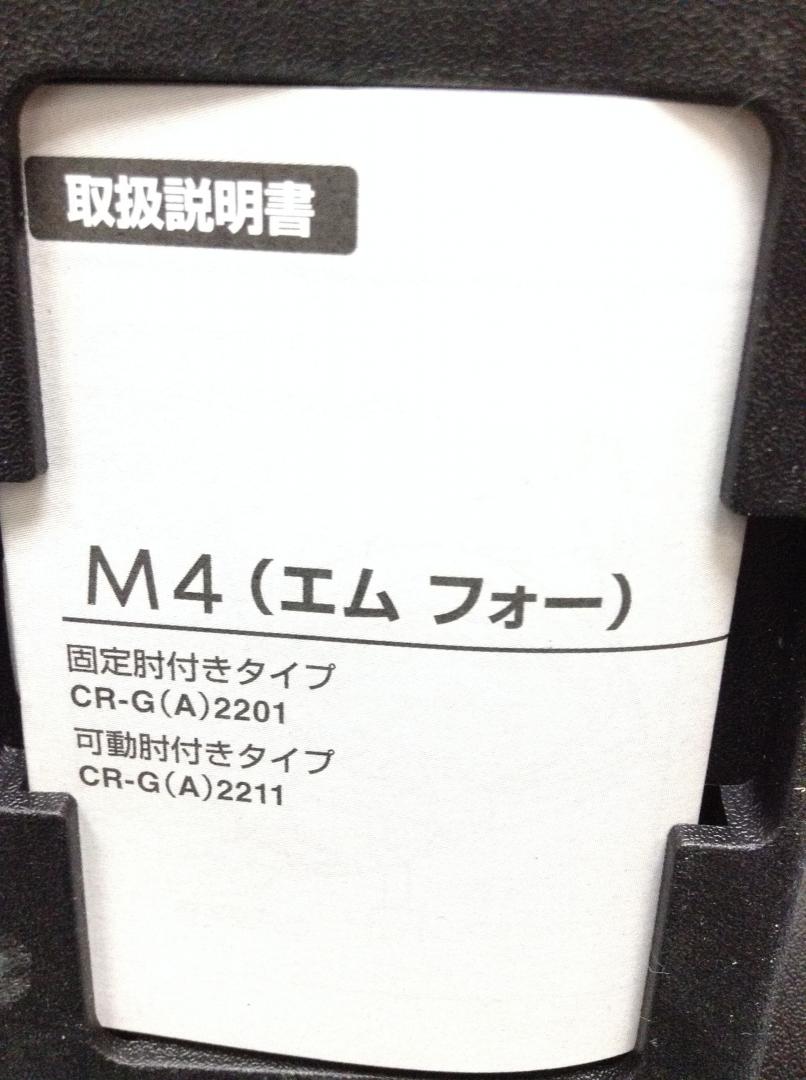 取扱説明書
M4（エム フォー）
固定肘付きタイプ
CR-G（A）2201
可動肘付きタイプ
CR-G（A）2211